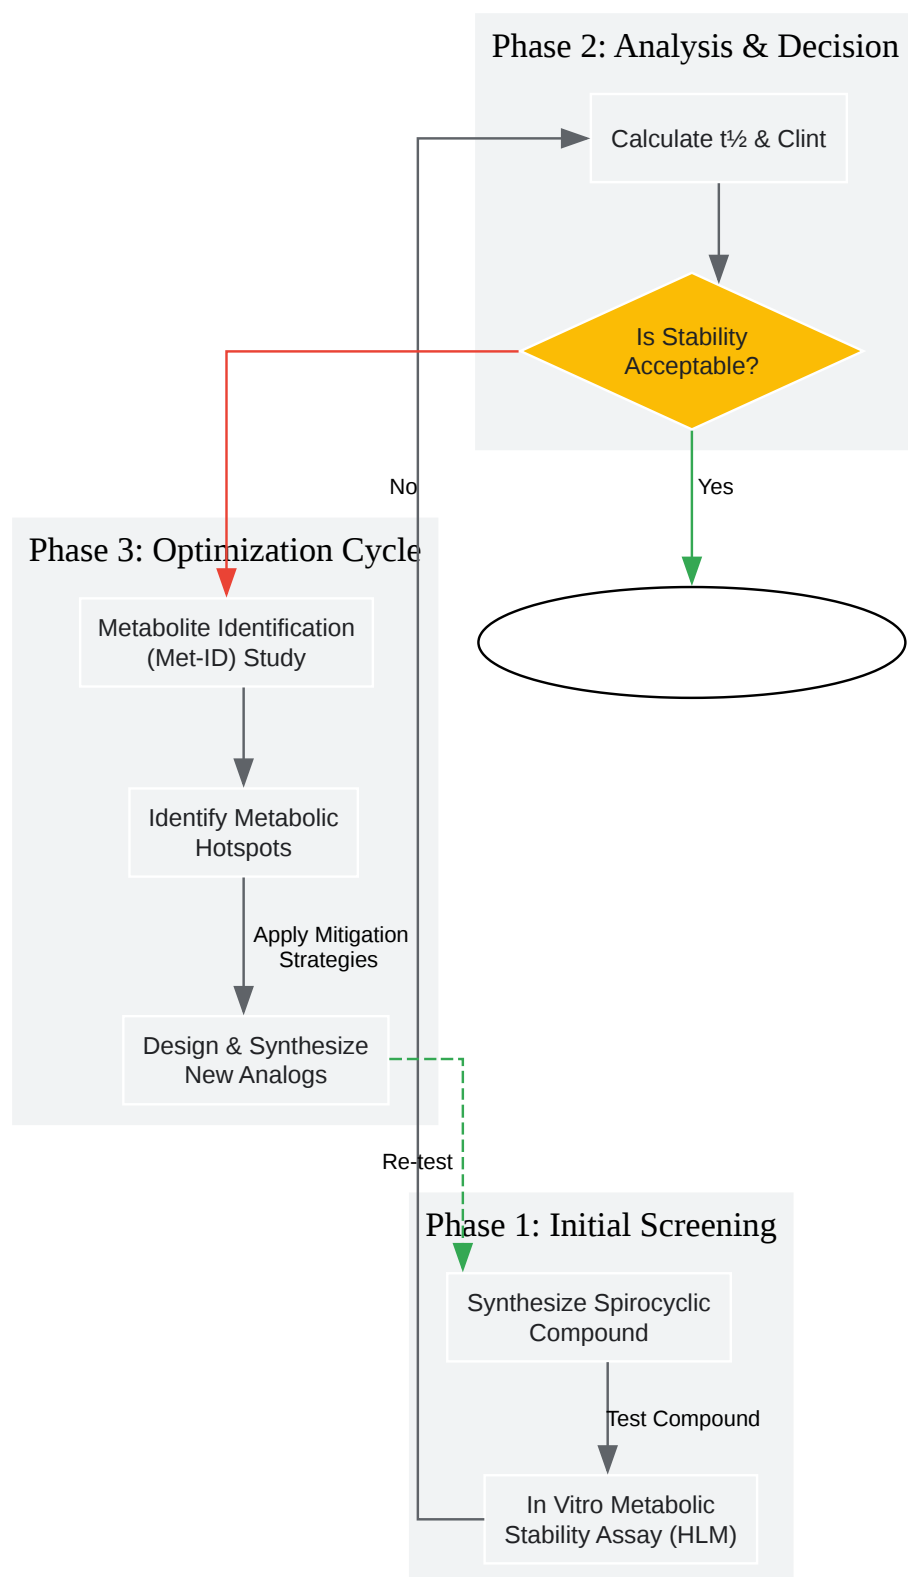 Phase 2: Analysis & Decision
Calculate t½ & Clint
Is Stability
Acceptable?
No
Yes
Phase 3: Optimization Cycle
Metabolite Identification
(Met-ID) Study
Identify Metabolic
Hotspots
Apply Mitigation
Strategies
Design & Synthesize
New Analogs
Re-test
Phase 1: Initial Screening
Synthesize Spirocyclic
Compound
Test Compound
In Vitro Metabolic
Stability Assay (HLM)